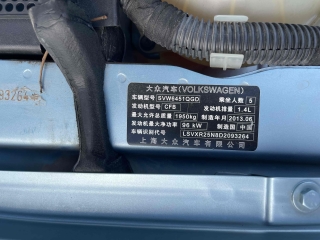 93264
大众汽车(VOLKSWAGEN)
车辆型号 SVW6451QGD 乘坐人数 5
发动机型号 CFB 发动机排量 1.4L
最大允许总质量 1950kg 制造年月 2013.06
发动机最大净功率 96 kW 制造国 中国
车辆识别代号 LSVXR25N8D2093264
上海大众汽车有限公司